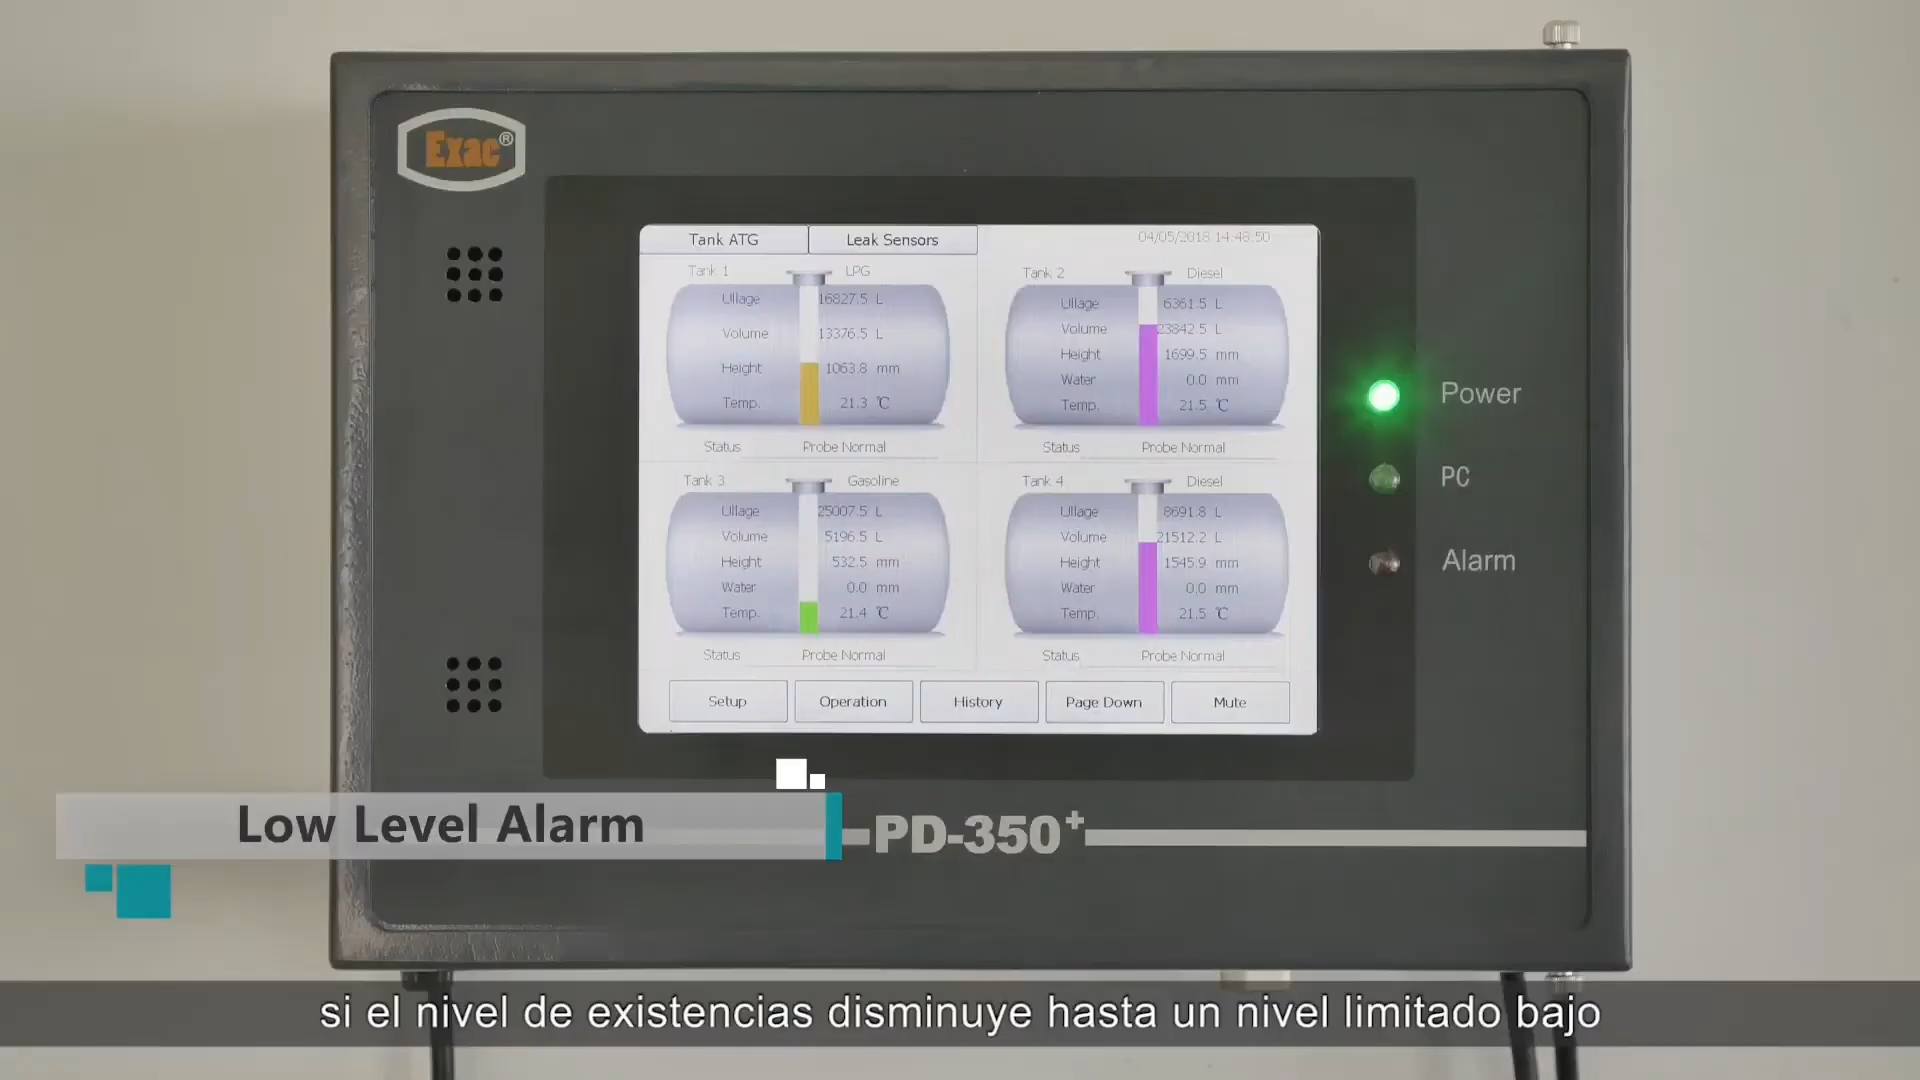 Exac®
Tank ATG
Leak Sensors
04/05/2018 14:48:50
Tank 1 LPG
Ullage 16827.5 L
Volume 13376.5 L
Height 1063.8 mm
Temp. 21.3 ℃
Status Probe Normal
Tank 2 Diesel
Ullage 6361.5 L
Volume 23842.5 L
Height 1699.5 mm
Water 0.0 mm
Temp. 21.5 ℃
Status Probe Normal
Tank 3 Gasoline
Ullage 25007.5 L
Volume 5196.5 L
Height 532.5 mm
Water 0.0 mm
Temp. 21.4 ℃
Status Probe Normal
Tank 4 Diesel
Ullage 8691.8 L
Volume 21512.2 L
Height 1545.9 mm
Water 0.0 mm
Temp. 21.5 ℃
Status Probe Normal
Setup
Operation
History
Page Down
Mute
Power
PC
Alarm
Low Level Alarm
PD-350+
si el nivel de existencias disminuye hasta un nivel limitado bajo